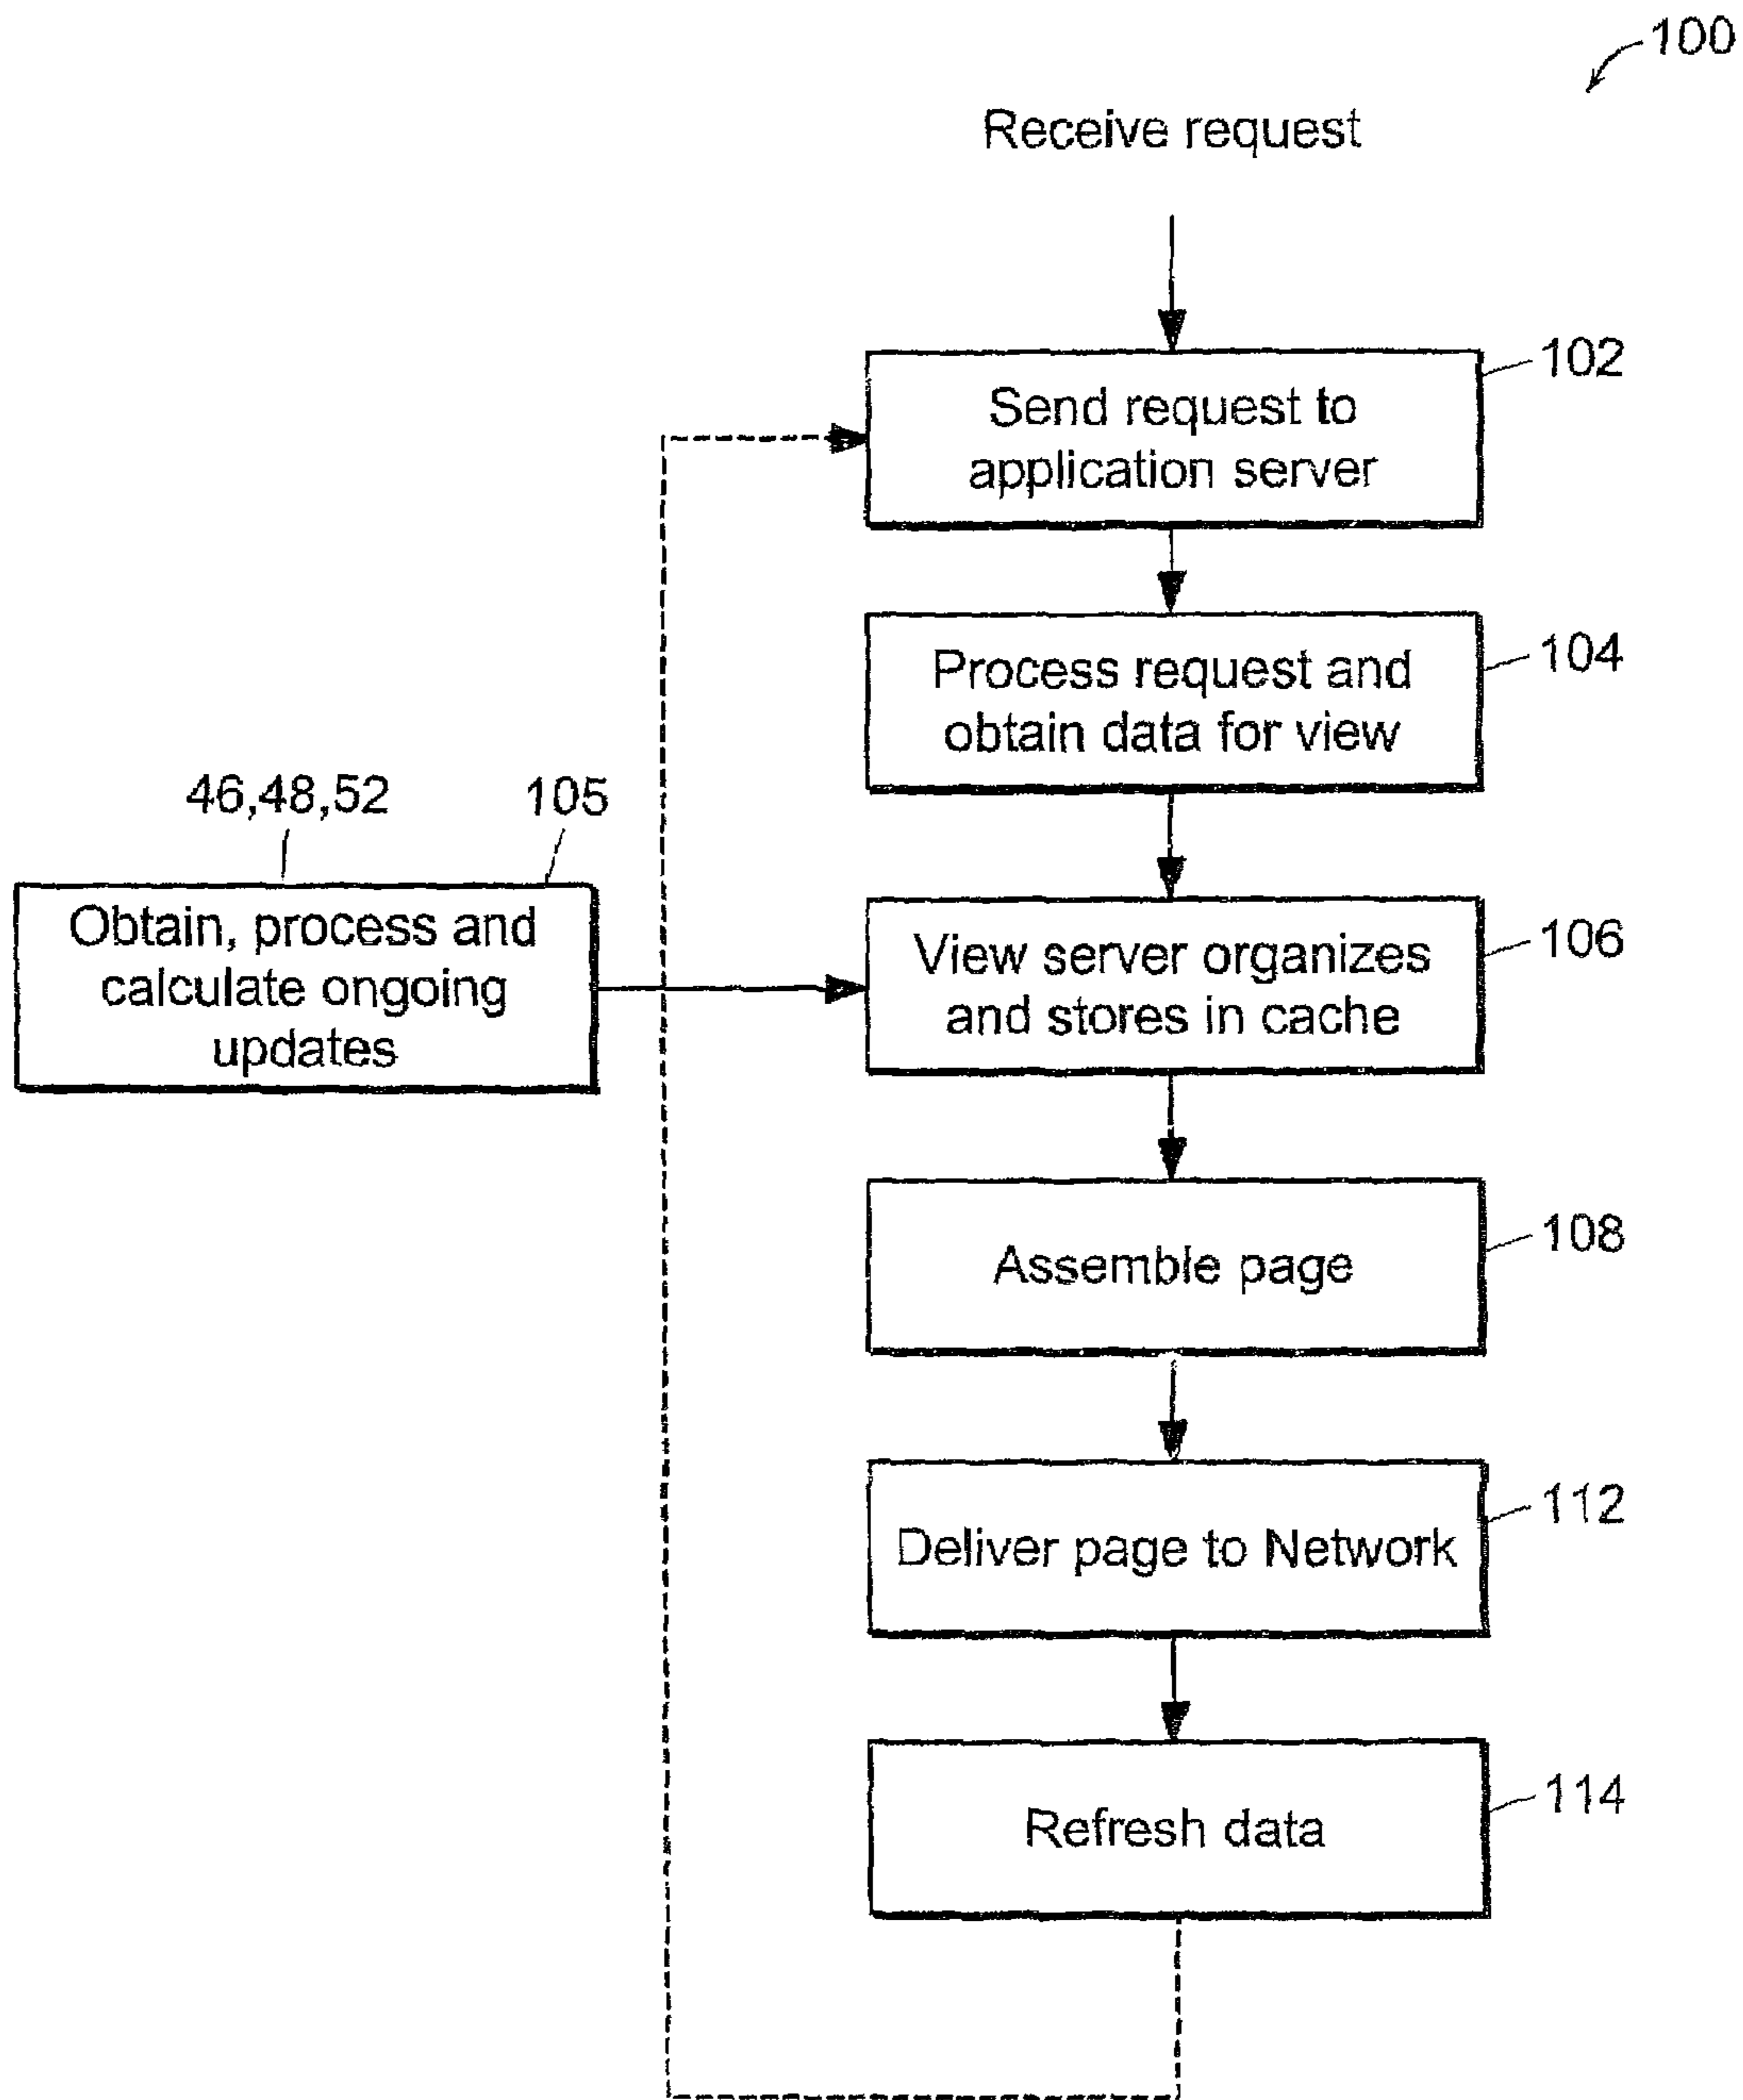 100
Receive request
102
Send request to
application server
104
Process request and
obtain data for view
46,48,52
105
Obtain, process and
calculate ongoing
updates
106
View server organizes
and stores in cache
108
Assemble page
112
Deliver page to Network
114
Refresh data